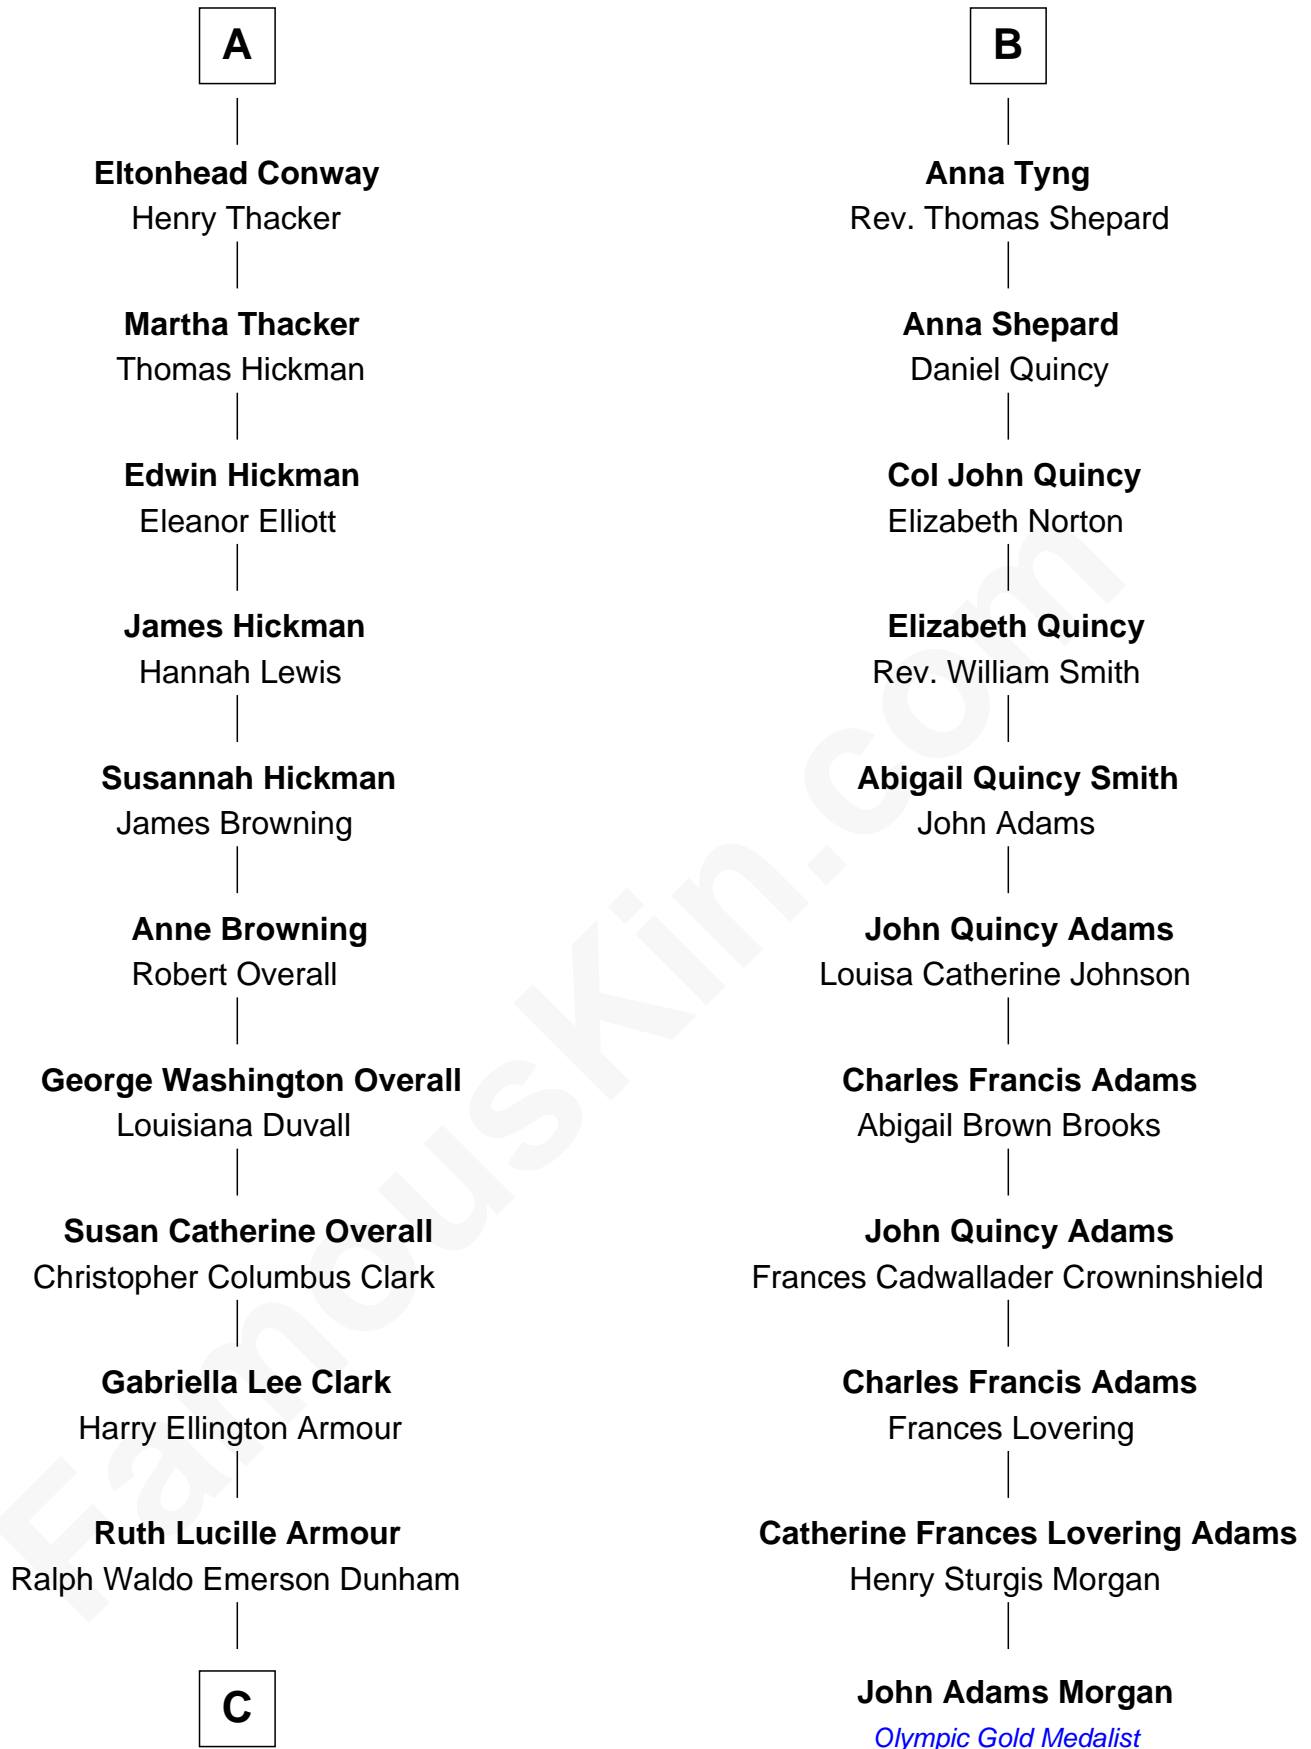 A
Eltonhead Conway
Henry Thacker
Martha Thacker
Thomas Hickman
Edwin Hickman
Eleanor Elliott
James Hickman
Hannah Lewis
Susannah Hickman
James Browning
Anne Browning
Robert Overall
George Washington Overall
Louisiana Duvall
Susan Catherine Overall
Christopher Columbus Clark
Gabriella Lee Clark
Harry Ellington Armour
Ruth Lucille Armour
Ralph Waldo Emerson Dunham
C
B
Anna Tyng
Rev. Thomas Shepard
Anna Shepard
Daniel Quincy
Col John Quincy
Elizabeth Norton
Elizabeth Quincy
Rev. William Smith
Abigail Quincy Smith
John Adams
John Quincy Adams
Louisa Catherine Johnson
Charles Francis Adams
Abigail Brown Brooks
John Quincy Adams
Frances Cadwallader Crowninshield
Charles Francis Adams
Frances Lovering
Catherine Frances Lovering Adams
Henry Sturgis Morgan
John Adams Morgan
Olympic Gold Medalist
FamousKin.com